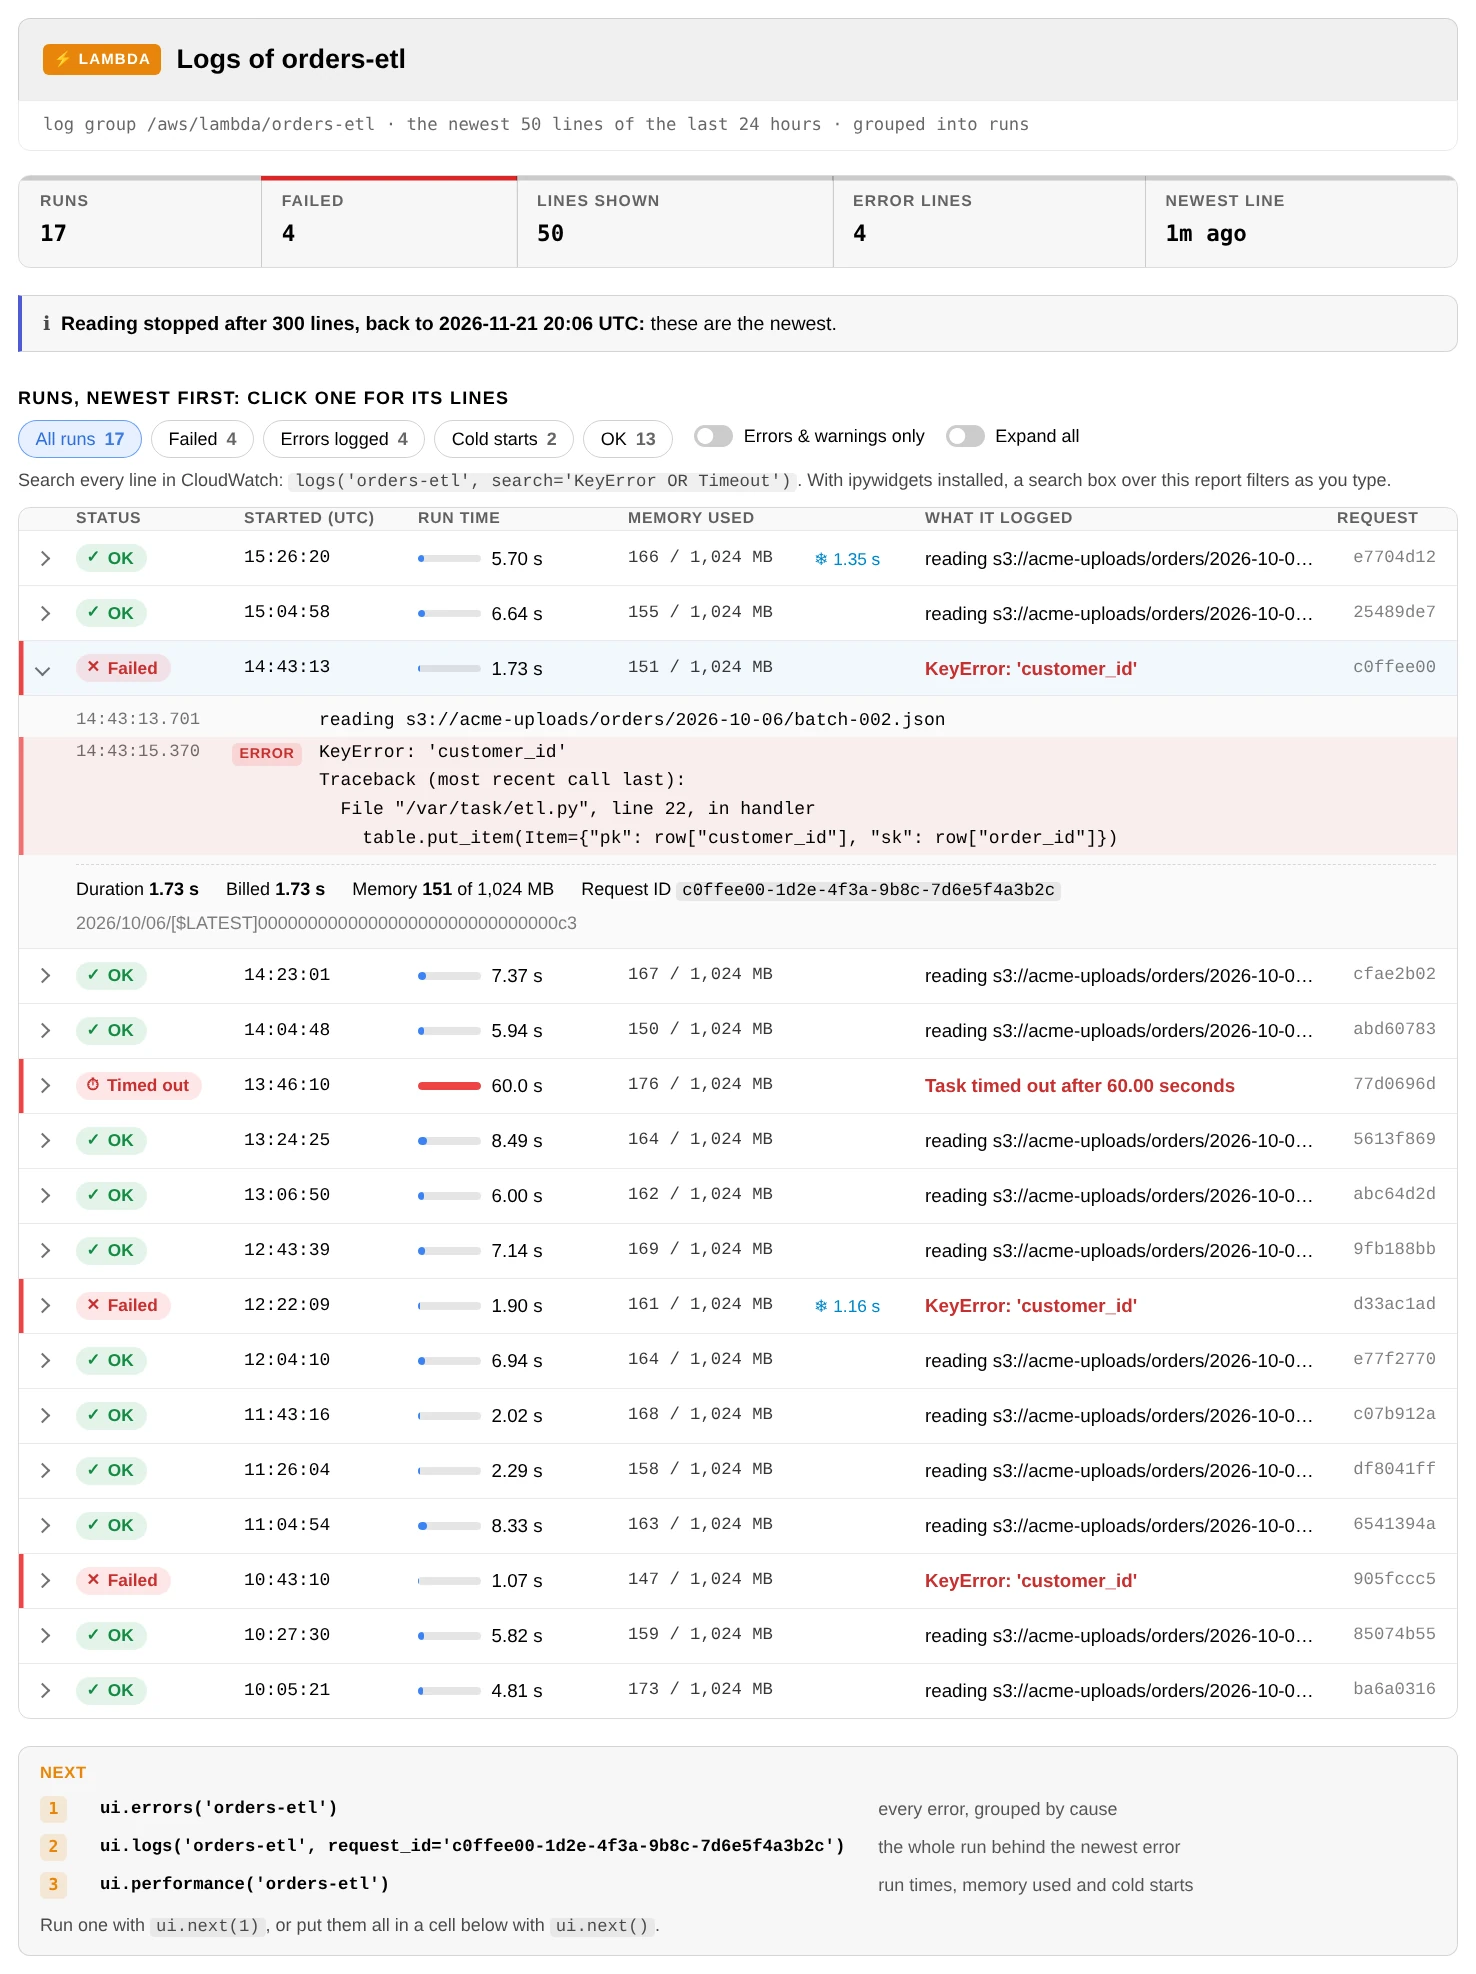 ⚡ LAMBDA Logs of orders-etl
log group /aws/lambda/orders-etl · the newest 50 lines of the last 24 hours · grouped into runs
RUNS FAILED LINES SHOWN ERROR LINES NEWEST LINE
17 4 50 4 1m ago
ℹ Reading stopped after 300 lines, back to 2026-11-21 20:06 UTC: these are the newest.
RUNS, NEWEST FIRST: CLICK ONE FOR ITS LINES
All runs 17 Failed 4 Errors logged 4 Cold starts 2 OK 13 Errors & warnings only Expand all
Search every line in CloudWatch: logs('orders-etl', search='KeyError OR Timeout'). With ipywidgets installed, a search box over this report filters as you type.
STATUS STARTED (UTC) RUN TIME MEMORY USED WHAT IT LOGGED REQUEST
✓ OK 15:26:20 5.70 s 166 / 1,024 MB ❄ 1.35 s reading s3://acme-uploads/orders/2026-10-0… e7704d12
✓ OK 15:04:58 6.64 s 155 / 1,024 MB reading s3://acme-uploads/orders/2026-10-0… 25489de7
✕ Failed 14:43:13 1.73 s 151 / 1,024 MB KeyError: 'customer_id' c0ffee00
14:43:13.701 reading s3://acme-uploads/orders/2026-10-06/batch-002.json
14:43:15.370 ERROR KeyError: 'customer_id'
Traceback (most recent call last):
File "/var/task/etl.py", line 22, in handler
table.put_item(Item={"pk": row["customer_id"], "sk": row["order_id"]})
Duration 1.73 s Billed 1.73 s Memory 151 of 1,024 MB Request ID c0ffee00-1d2e-4f3a-9b8c-7d6e5f4a3b2c
2026/10/06/[$LATEST]000000000000000000000000000000c3
✓ OK 14:23:01 7.37 s 167 / 1,024 MB reading s3://acme-uploads/orders/2026-10-0… cfae2b02
✓ OK 14:04:48 5.94 s 150 / 1,024 MB reading s3://acme-uploads/orders/2026-10-0… abd60783
⏱ Timed out 13:46:10 60.0 s 176 / 1,024 MB Task timed out after 60.00 seconds 77d0696d
✓ OK 13:24:25 8.49 s 164 / 1,024 MB reading s3://acme-uploads/orders/2026-10-0… 5613f869
✓ OK 13:06:50 6.00 s 162 / 1,024 MB reading s3://acme-uploads/orders/2026-10-0… abc64d2d
✓ OK 12:43:39 7.14 s 169 / 1,024 MB reading s3://acme-uploads/orders/2026-10-0… 9fb188bb
✕ Failed 12:22:09 1.90 s 161 / 1,024 MB ❄ 1.16 s KeyError: 'customer_id' d33ac1ad
✓ OK 12:04:10 6.94 s 164 / 1,024 MB reading s3://acme-uploads/orders/2026-10-0… e77f2770
✓ OK 11:43:16 2.02 s 168 / 1,024 MB reading s3://acme-uploads/orders/2026-10-0… c07b912a
✓ OK 11:26:04 2.29 s 158 / 1,024 MB reading s3://acme-uploads/orders/2026-10-0… df8041ff
✓ OK 11:04:54 8.33 s 163 / 1,024 MB reading s3://acme-uploads/orders/2026-10-0… 6541394a
✕ Failed 10:43:10 1.07 s 147 / 1,024 MB KeyError: 'customer_id' 905fccc5
✓ OK 10:27:30 5.82 s 159 / 1,024 MB reading s3://acme-uploads/orders/2026-10-0… 85074b55
✓ OK 10:05:21 4.81 s 173 / 1,024 MB reading s3://acme-uploads/orders/2026-10-0… ba6a0316
NEXT
1 ui.errors('orders-etl') every error, grouped by cause
2 ui.logs('orders-etl', request_id='c0ffee00-1d2e-4f3a-9b8c-7d6e5f4a3b2c') the whole run behind the newest error
3 ui.performance('orders-etl') run times, memory used and cold starts
Run one with ui.next(1), or put them all in a cell below with ui.next().